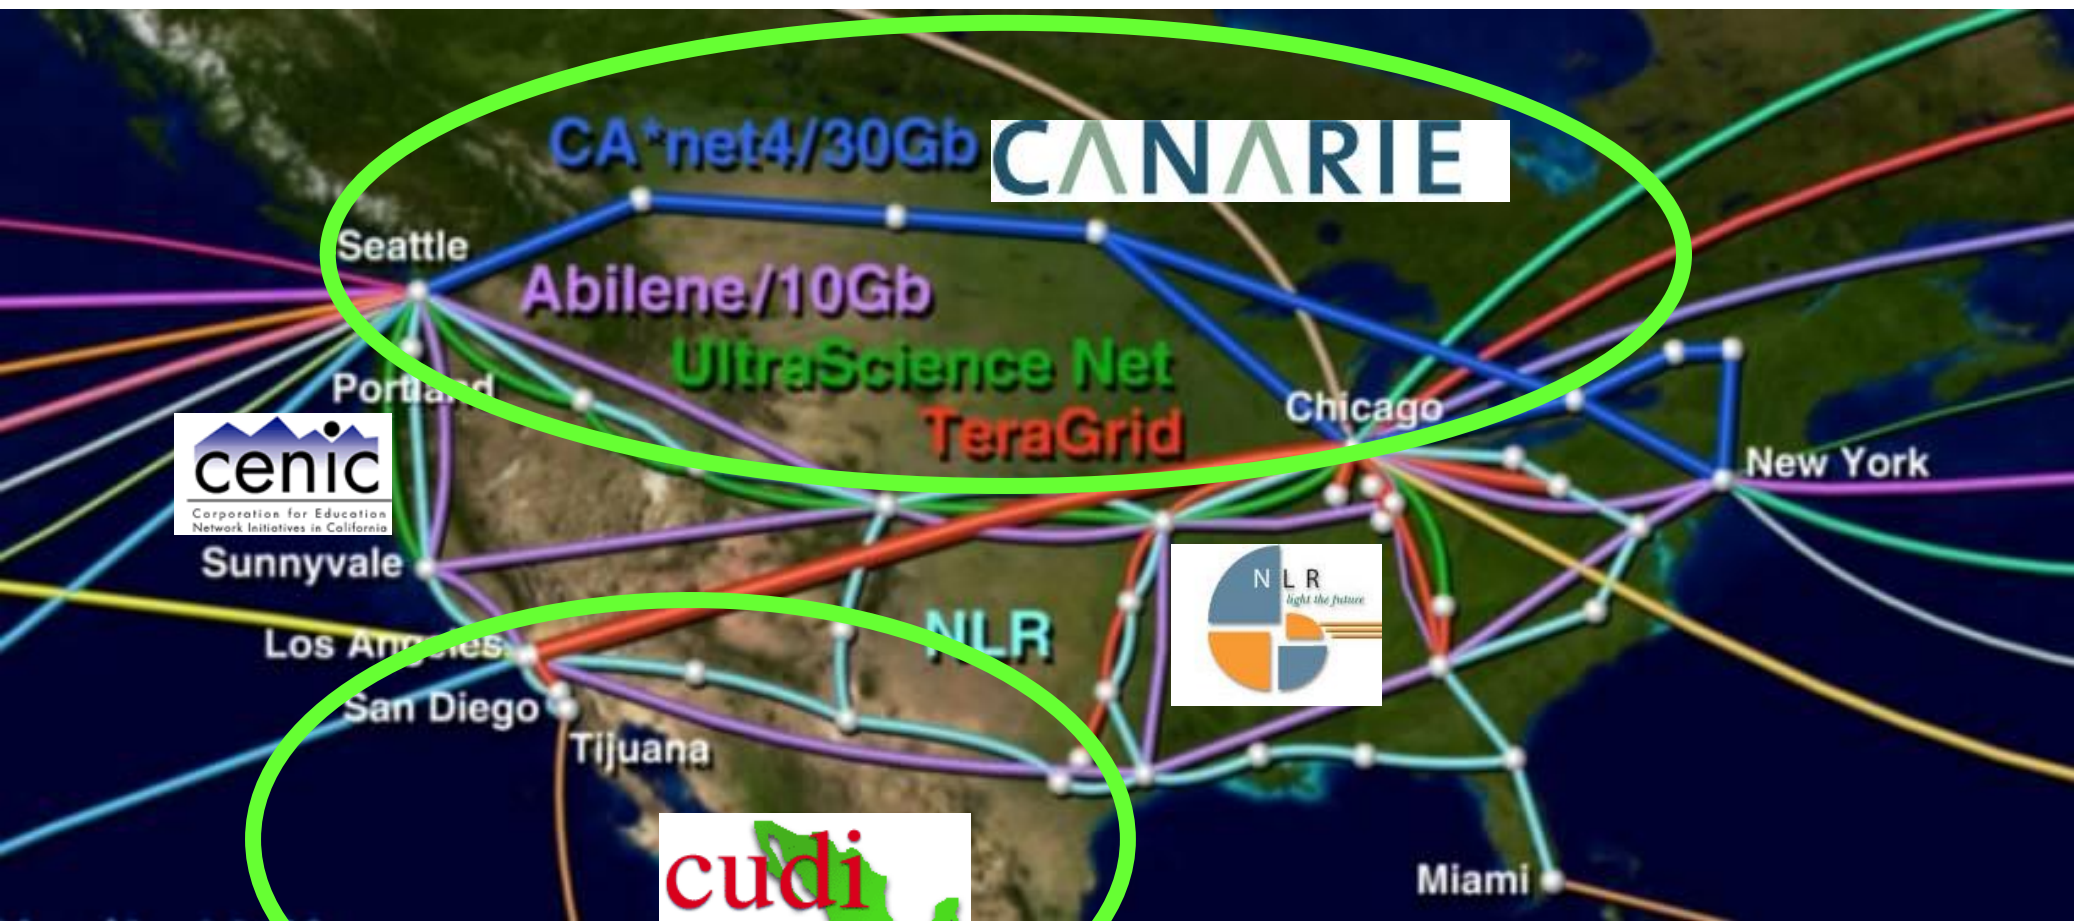 CA*net4/30Gb
CANARIE
Seattle
Abilene/10Gb
UltraScience Net
Portland
TeraGrid
Chicago
cenic
Corporation for Education
Network Initiatives in California
New York
Sunnyvale
NLR
light the future
NLR
Los Angeles
San Diego
Tijuana
cudi
Miami